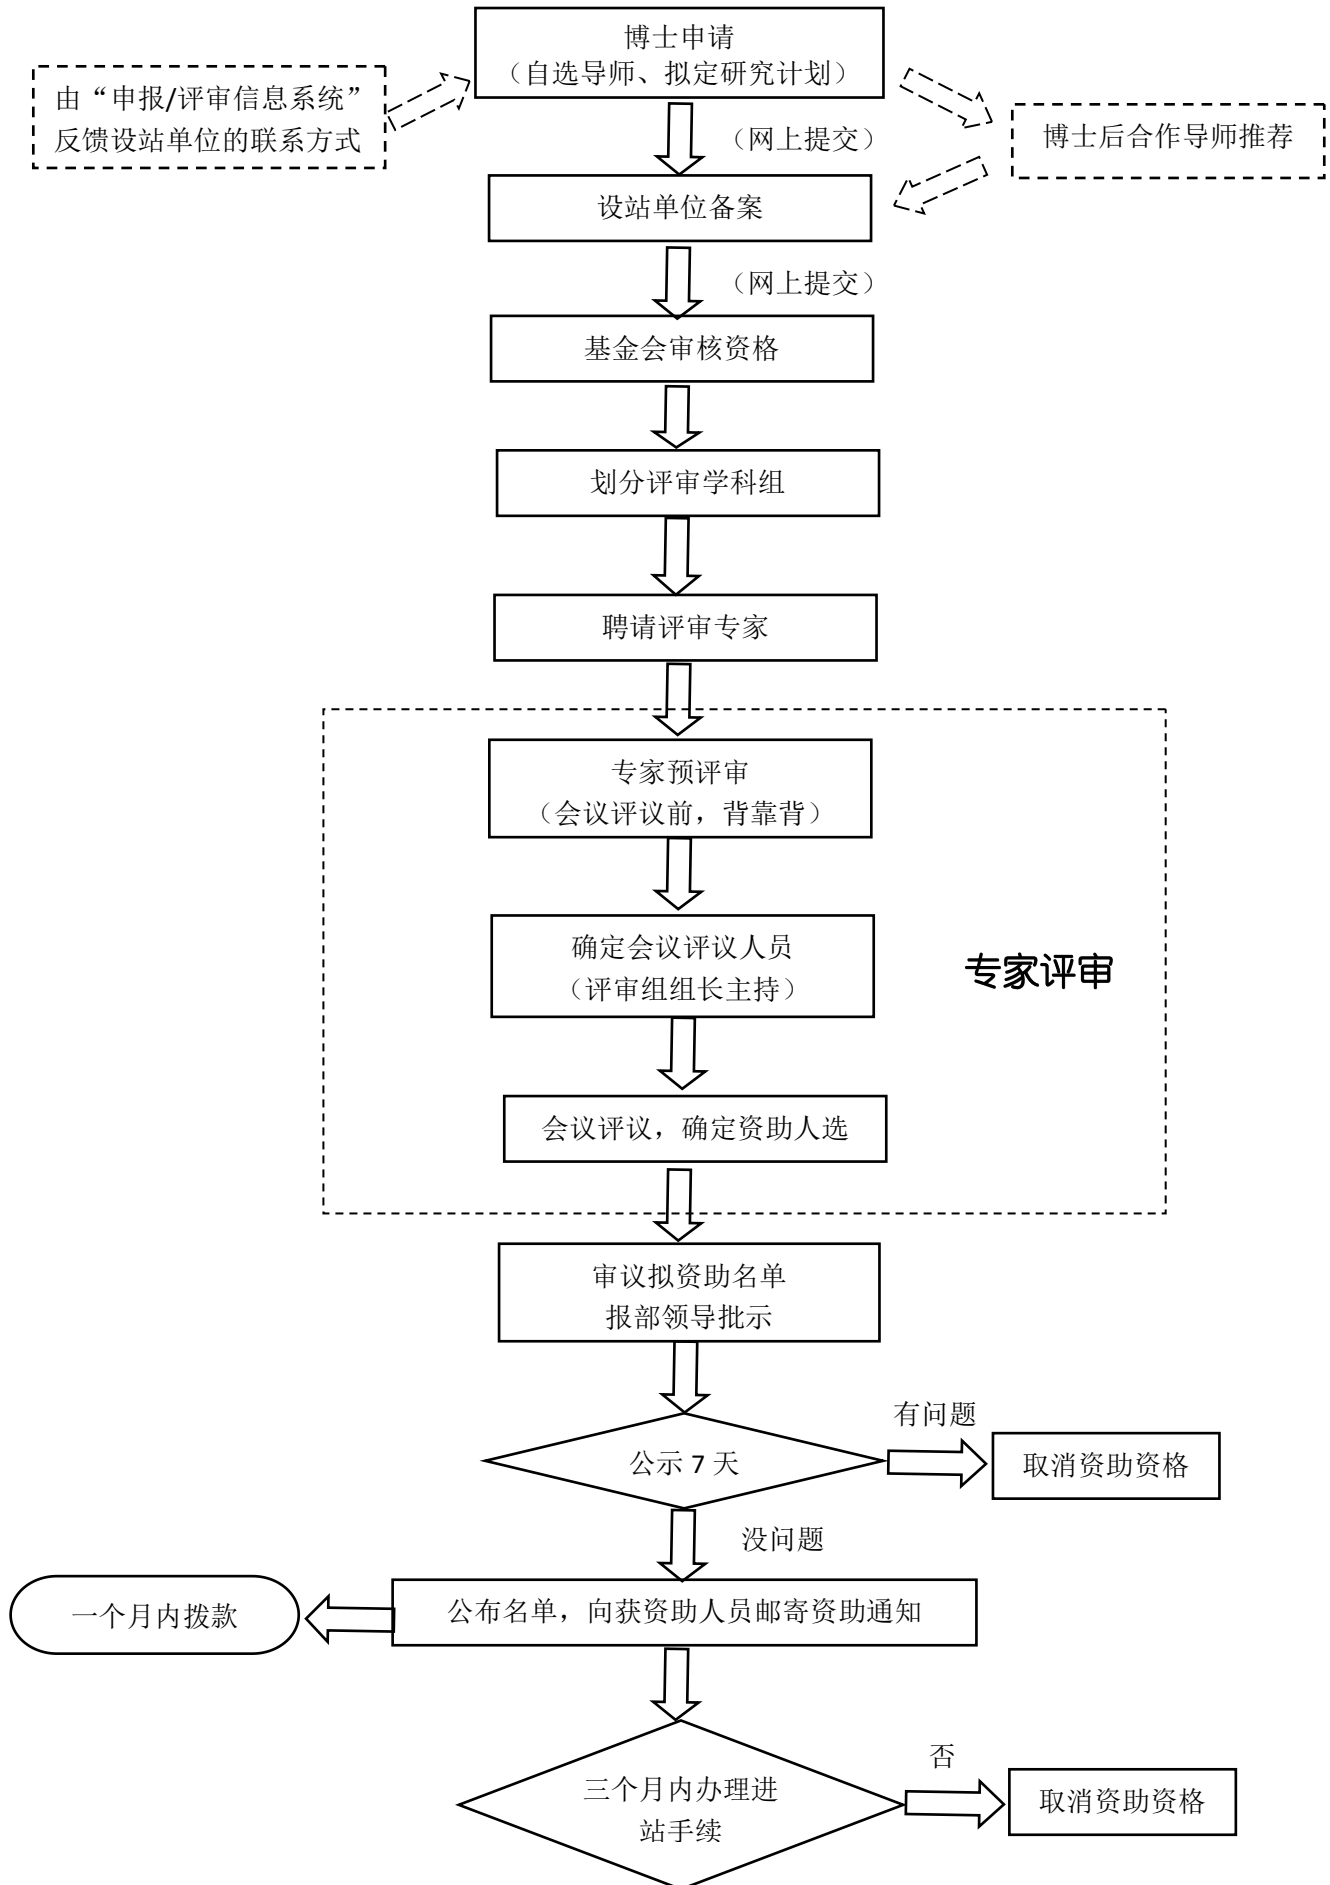 博士申请
（自选导师、拟定研究计划）
由“申报/评审信息系统”
反馈设站单位的联系方式
（网上提交）
博士后合作导师推荐
设站单位备案
（网上提交）
基金会审核资格
划分评审学科组
聘请评审专家
专家预评审
（会议评议前，背靠背）
确定会议评议人员
（评审组组长主持）
专家评审
会议评议，确定资助人选
审议拟资助名单
报部领导批示
有问题
公示 7 天
取消资助资格
没问题
一个月内拨款
公布名单，向获资助人员邮寄资助通知
否
三个月内办理进
站手续
取消资助资格